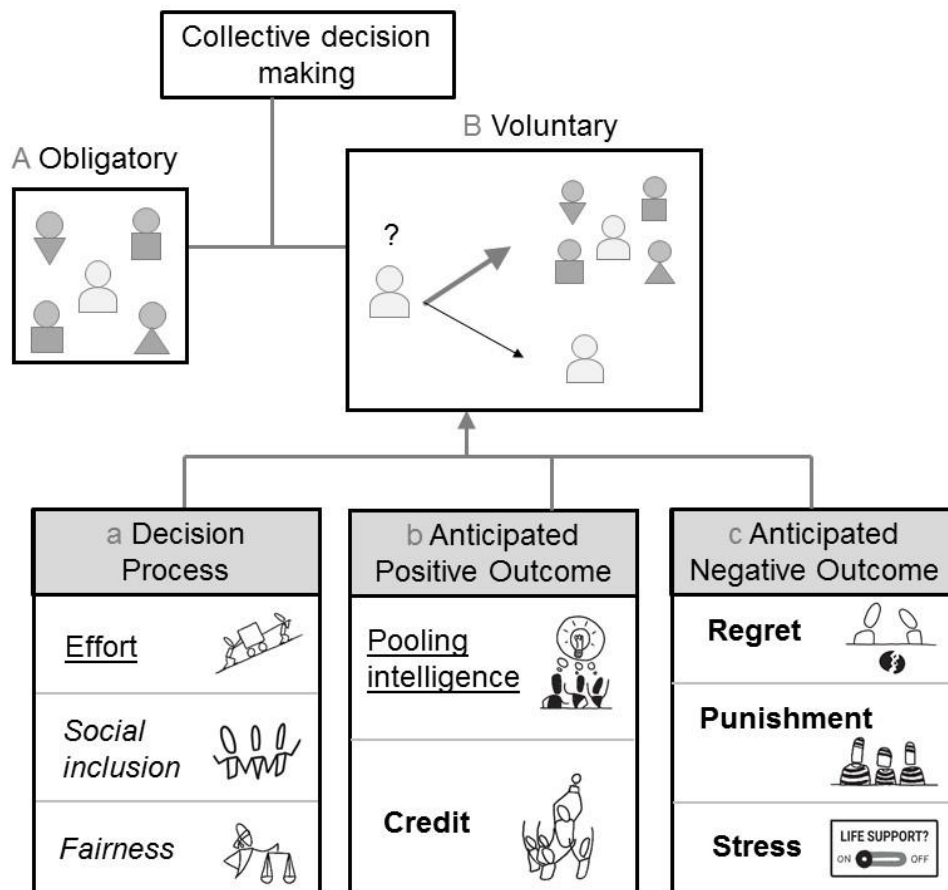 Collective decision
making
A Obligatory
B Voluntary
?
a Decision
Process
Effort
Social
inclusion
Fairness
b Anticipated
Positive Outcome
Pooling
intelligence
Credit
c Anticipated
Negative Outcome
Regret
Punishment
Stress
LIFE SUPPORT?
ON OFF